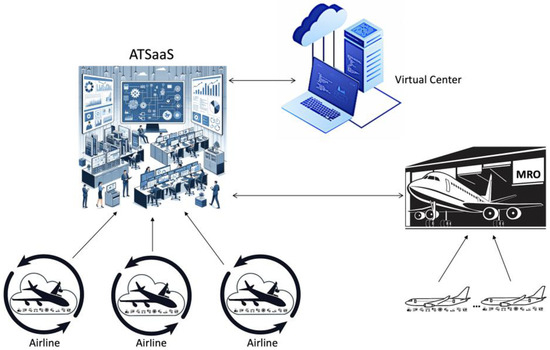 ATSaaS
Virtual Center
MRO
...
Airline
Airline
Airline